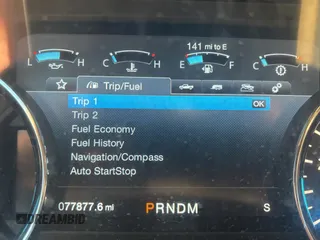 141 mi to E
L H C H E F C H
Trip/Fuel
Trip 1 OK
Trip 2
Fuel Economy
Fuel History
Navigation/Compass
Auto StartStop
077877.6 mi PRNDM S
DREAMBID